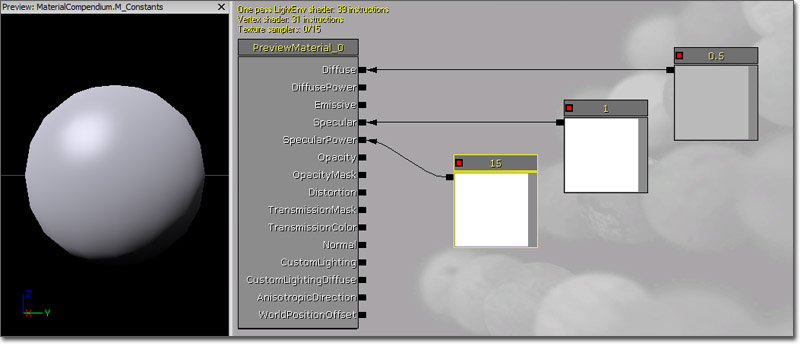 Preview: MaterialCompendium.M_Constants
One pass LightEnv shader: 39 instructions
Vertex shader: 31 instructions
Texture samplers: 0/15
PreviewMaterial_0
Diffuse
DiffusePower
Emissive
Specular
SpecularPower
Opacity
OpacityMask
Distortion
TransmissionMask
TransmissionColor
Normal
CustomLighting
CustomLightingDiffuse
AnisotropicDirection
WorldPositionOffset
0.5
1
15
Z
X
Y